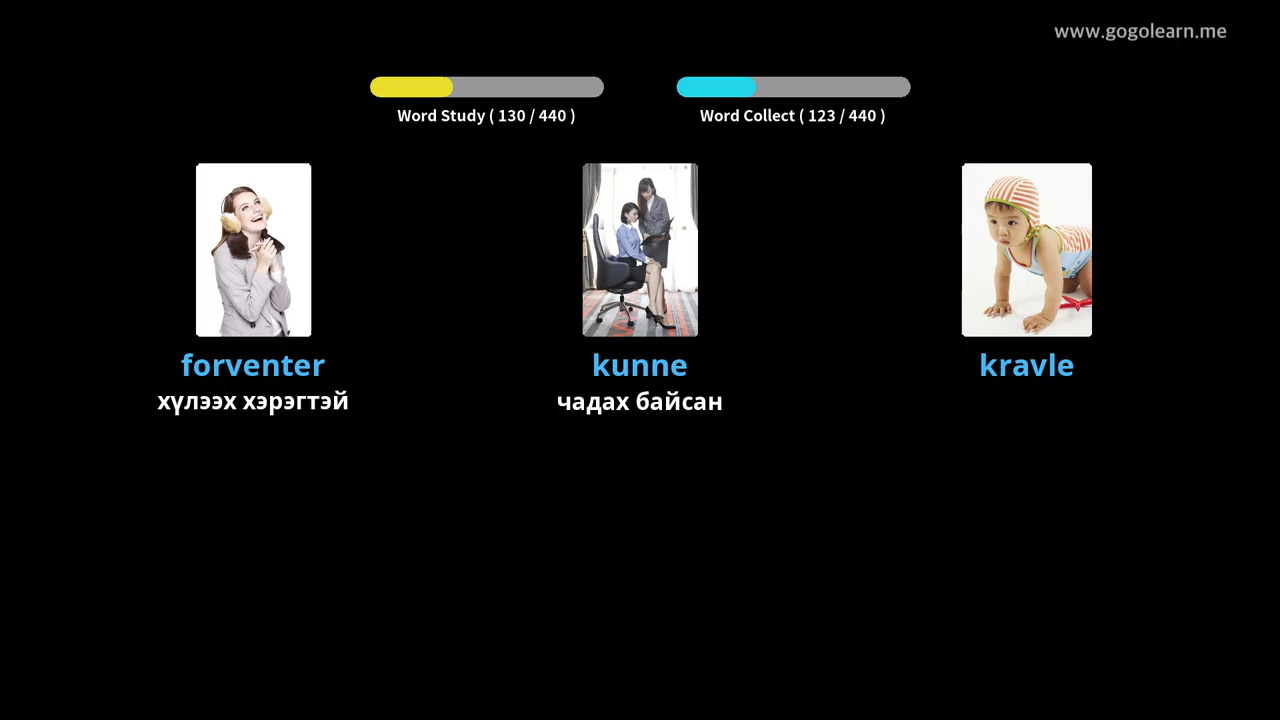 www.gogolearn.me
Word Study ( 130 / 440 )
Word Collect ( 123 / 440 )
forventer
kunne
kravle
хүлээх хэрэгтэй
чадах байсан